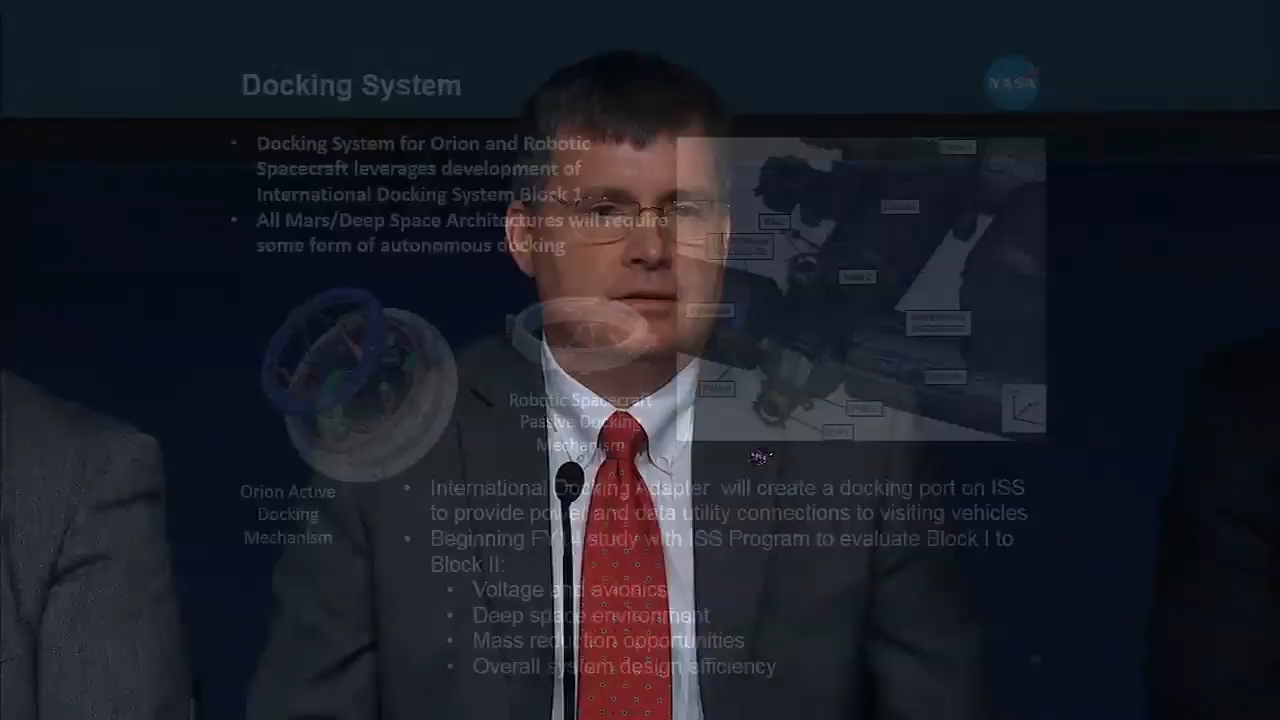 Docking System
NASA
• Docking System for Orion and Robotic
Spacecraft leverages development of
International Docking System Block 1
• All Mars/Deep Space Architectures will require
some form of autonomous docking
Robotic Spacecraft
Passive Docking
Mechanism
Orion Active
Docking
Mechanism
• International Docking Adapter will create a docking port on ISS
to provide power and data utility connections to visiting vehicles
• Beginning FY14 study with ISS Program to evaluate Block I to
Block II:
• Voltage and avionics
• Deep space environment
• Mass reduction opportunities
• Overall system design efficiency